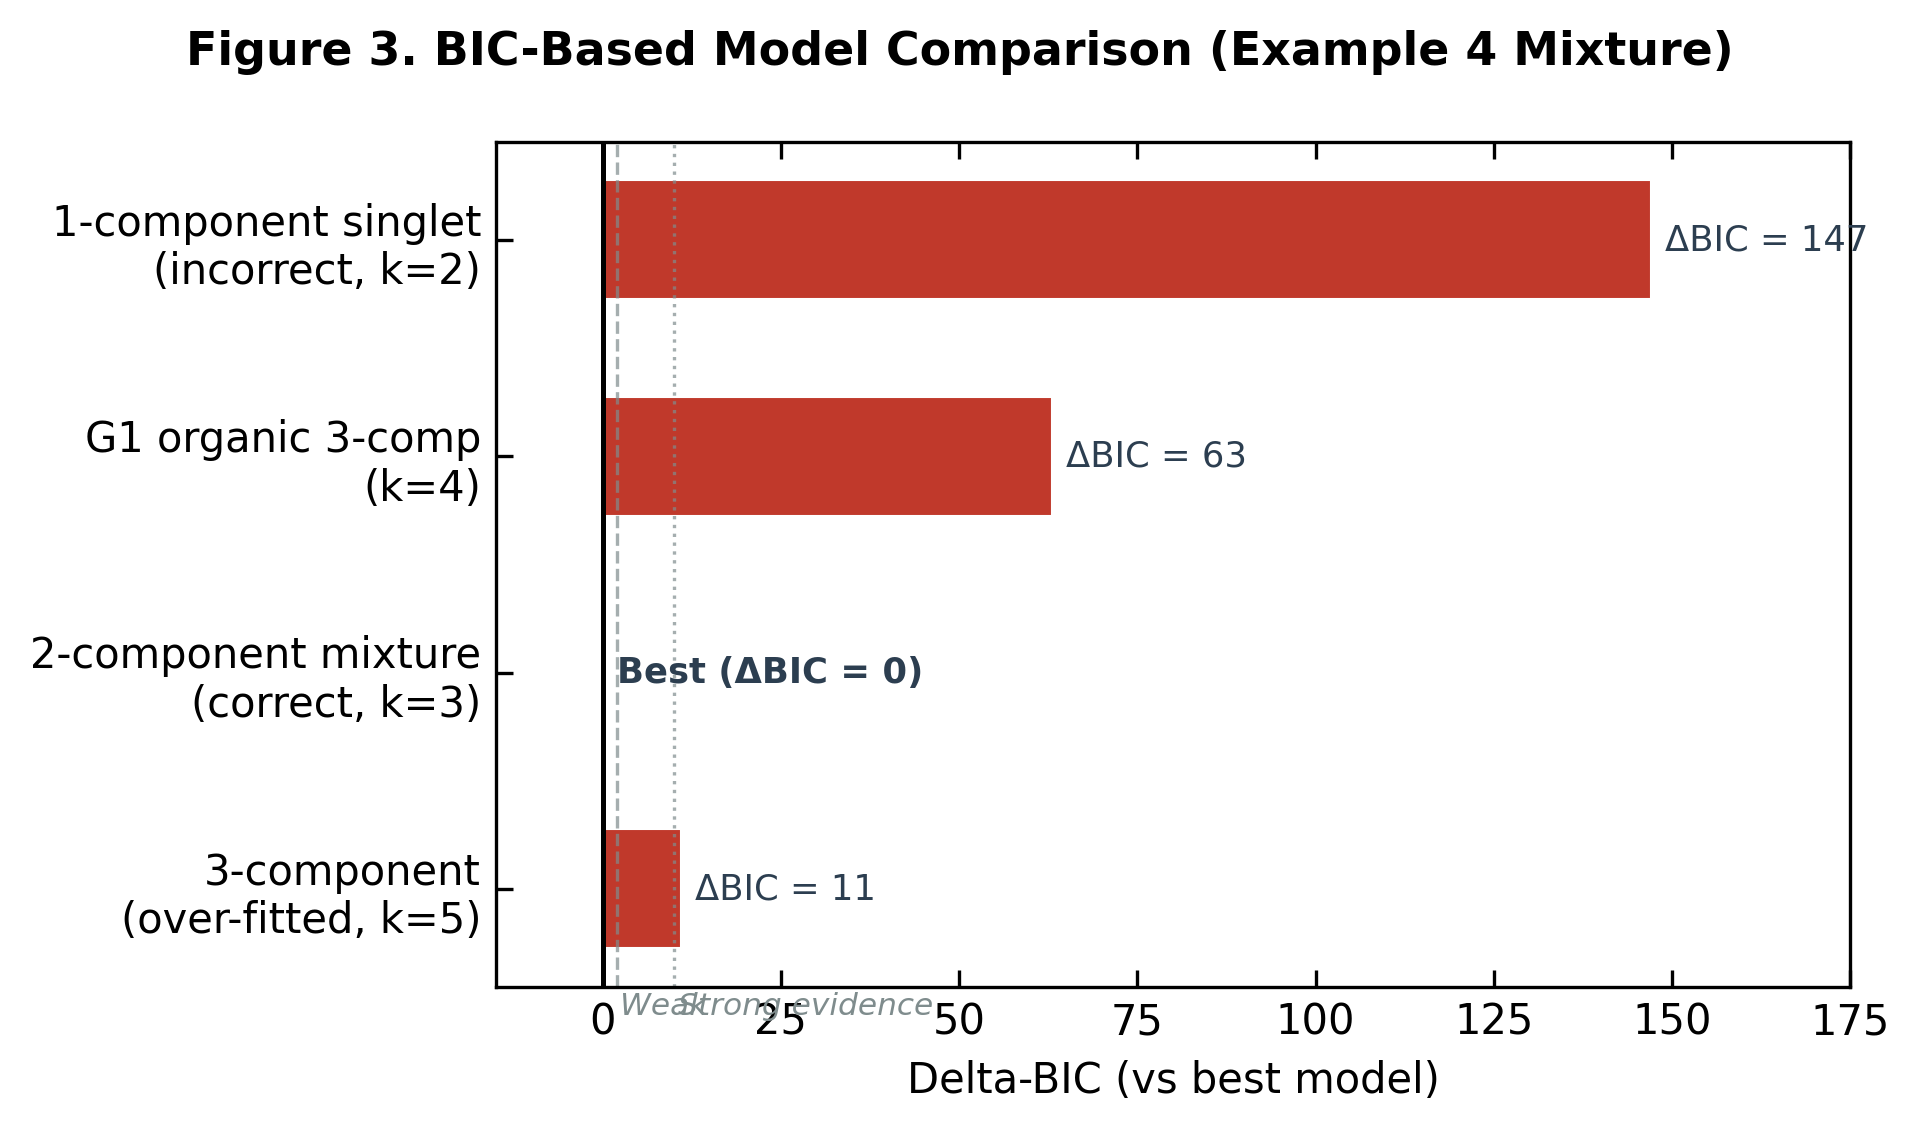 Figure 3. BIC-Based Model Comparison (Example 4 Mixture)
1-component singlet
(incorrect, k=2)
ΔBIC = 147
G1 organic 3-comp
(k=4)
ΔBIC = 63
2-component mixture
(correct, k=3)
Best (ΔBIC = 0)
3-component
(over-fitted, k=5)
ΔBIC = 11
Weak
Strong evidence
0 25 50 75 100 125 150 175
Delta-BIC (vs best model)